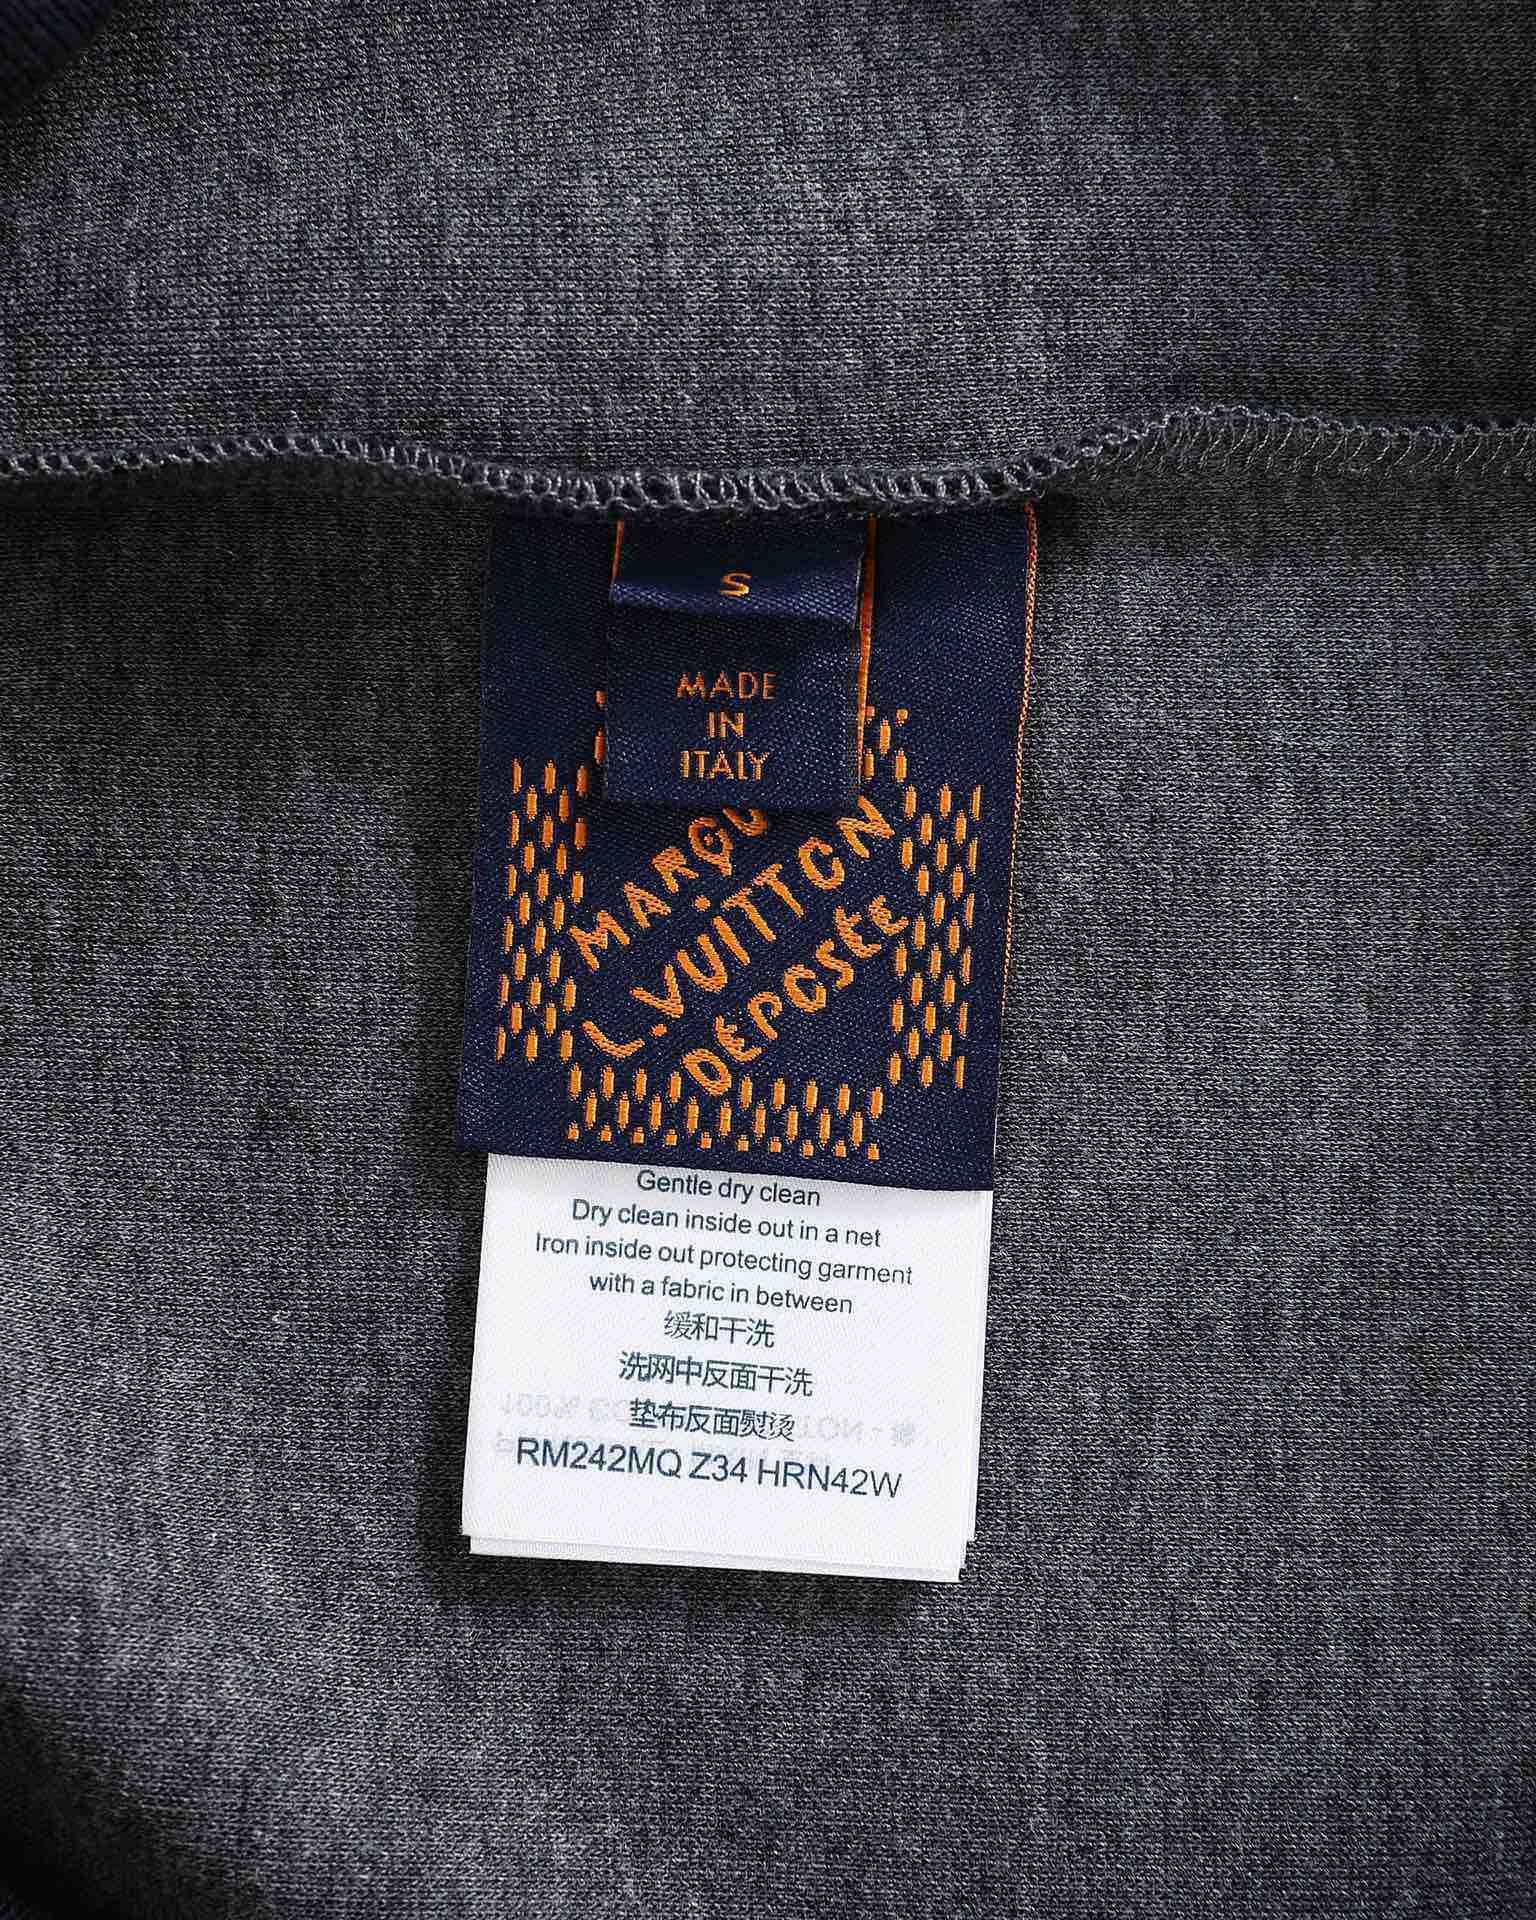 S
MADE
IN
ITALY
L.VUITTON
DÉPOSÉE
Gentle dry clean
Dry clean inside out in a net
Iron inside out protecting garment
with a fabric in between
缓和干洗
洗网中反面干洗
垫布反面熨烫
RM242MQ Z34 HRN42W